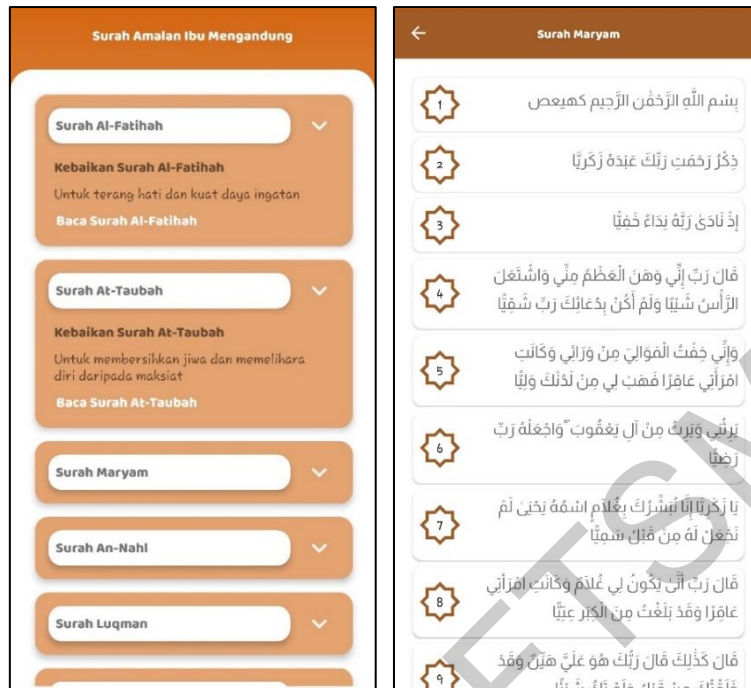 Surah Amalan Ibu Mengandung
Surah Al-Fatihah
Kebaikan Surah Al-Fatihah
Untuk terang hati dan kuat daya ingatan
Baca Surah Al-Fatihah
Surah At-Taubah
Kebaikan Surah At-Taubah
Untuk membersihkan jiwa dan memelihara
diri daripada maksiat
Baca Surah At-Taubah
Surah Maryam
Surah An-Nahl
Surah Luqman
Surah Maryam
بِسْمِ اللَّهِ الرَّحْمَٰنِ الرَّحِيمِ كهيعص
1
ذِكْرُ رَحْمَتِ رَبِّكَ عَبْدَهُ زَكَرِيَّا
2
إِذْ نَادَىٰ رَبَّهُ نِدَاءً خَفِيًّا
3
قَالَ رَبِّ إِنِّي وَهَنَ الْعَظْمُ مِنِّي وَاشْتَعَلَ
الرَّأْسُ شَيْبًا وَلَمْ أَكُنْ بِدُعَائِكَ رَبِّ شَقِيًّا
4
وَإِنِّي خِفْتُ الْمَوَالِيَ مِنْ وَرَائِي وَكَانَتِ
امْرَأَتِي عَاقِرًا فَهَبْ لِي مِنْ لَدُنْكَ وَلِيًّا
5
يَرِثُنِي وَيَرِثُ مِنْ آلِ يَعْقُوبَ ۖ وَاجْعَلْهُ رَبِّ
رَضِيًّا
6
يَا زَكَرِيَّا إِنَّا نُبَشِّرُكَ بِغُلَامٍ اسْمُهُ يَحْيَىٰ لَمْ
نَجْعَلْ لَهُ مِنْ قَبْلُ سَمِيًّا
7
قَالَ رَبِّ أَنَّىٰ يَكُونُ لِي غُلَامٌ وَكَانَتِ امْرَأَتِي
عَاقِرًا وَقَدْ بَلَغْتُ مِنَ الْكِبَرِ عِتِيًّا
8
قَالَ كَذَٰلِكَ قَالَ رَبُّكَ هُوَ عَلَيَّ هَيِّنٌ وَقَدْ
9